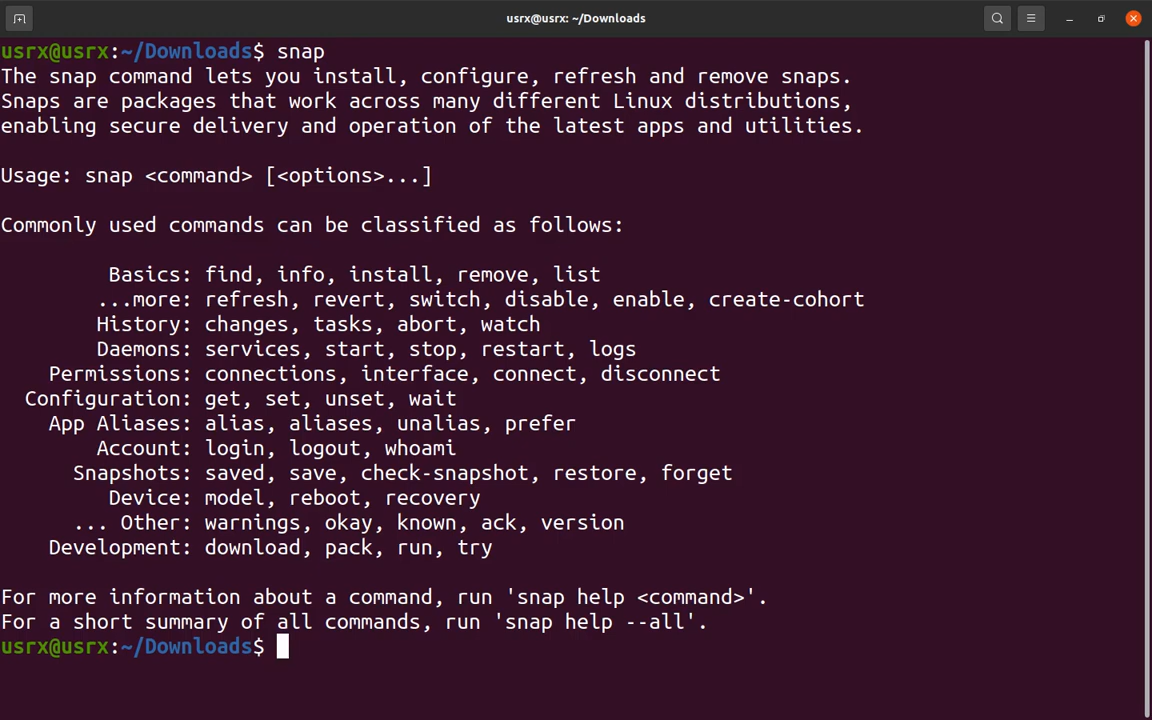 usrx@usrx: ~/Downloads
usrx@usrx:~/Downloads$ snap
The snap command lets you install, configure, refresh and remove snaps.
Snaps are packages that work across many different Linux distributions,
enabling secure delivery and operation of the latest apps and utilities.
Usage: snap <command> [<options>...]
Commonly used commands can be classified as follows:
Basics: find, info, install, remove, list
...more: refresh, revert, switch, disable, enable, create-cohort
History: changes, tasks, abort, watch
Daemons: services, start, stop, restart, logs
Permissions: connections, interface, connect, disconnect
Configuration: get, set, unset, wait
App Aliases: alias, aliases, unalias, prefer
Account: login, logout, whoami
Snapshots: saved, save, check-snapshot, restore, forget
Device: model, reboot, recovery
... Other: warnings, okay, known, ack, version
Development: download, pack, run, try
For more information about a command, run 'snap help <command>'.
For a short summary of all commands, run 'snap help --all'.
usrx@usrx:~/Downloads$